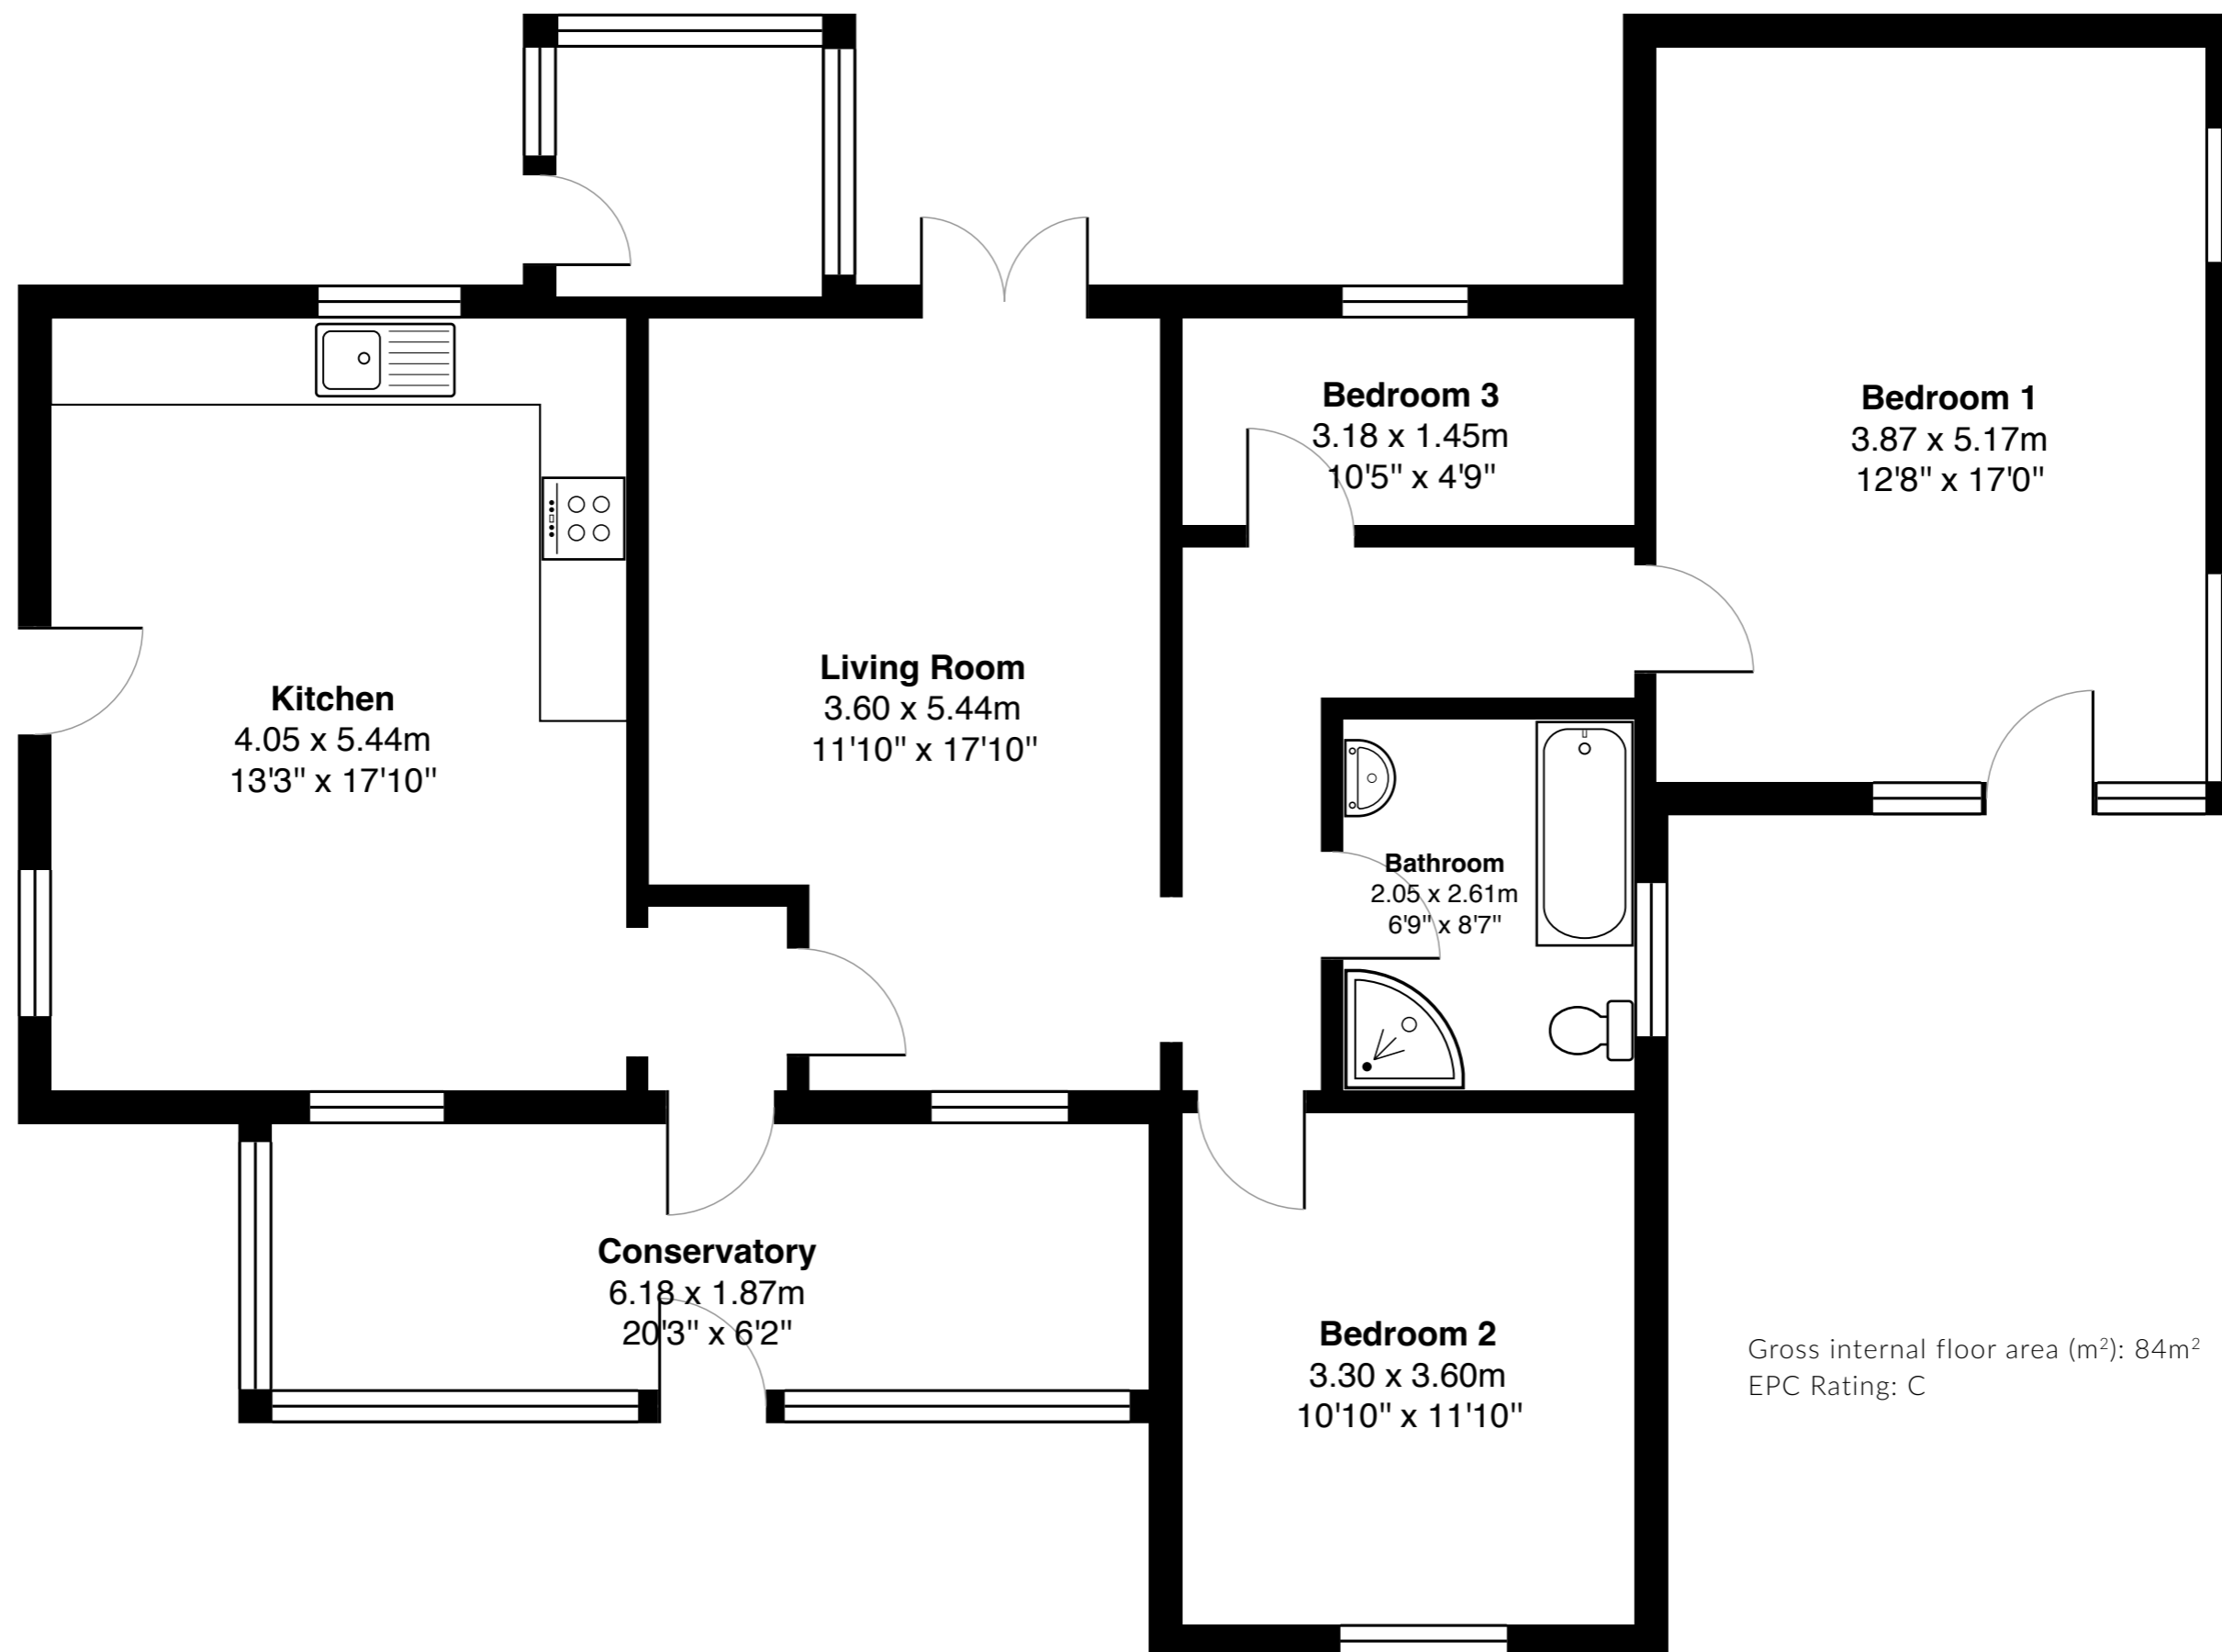 Bedroom 3
3.18 x 1.45m
10'5" x 4'9"
Bedroom 1
3.87 x 5.17m
12'8" x 17'0"
Living Room
3.60 x 5.44m
11'10" x 17'10"
Kitchen
4.05 x 5.44m
13'3" x 17'10"
Bathroom
2.05 x 2.61m
6'9" x 8'7"
Conservatory
6.18 x 1.87m
20'3" x 6'2"
Bedroom 2
3.30 x 3.60m
10'10" x 11'10"
Gross internal floor area (m²): 84m²
EPC Rating: C